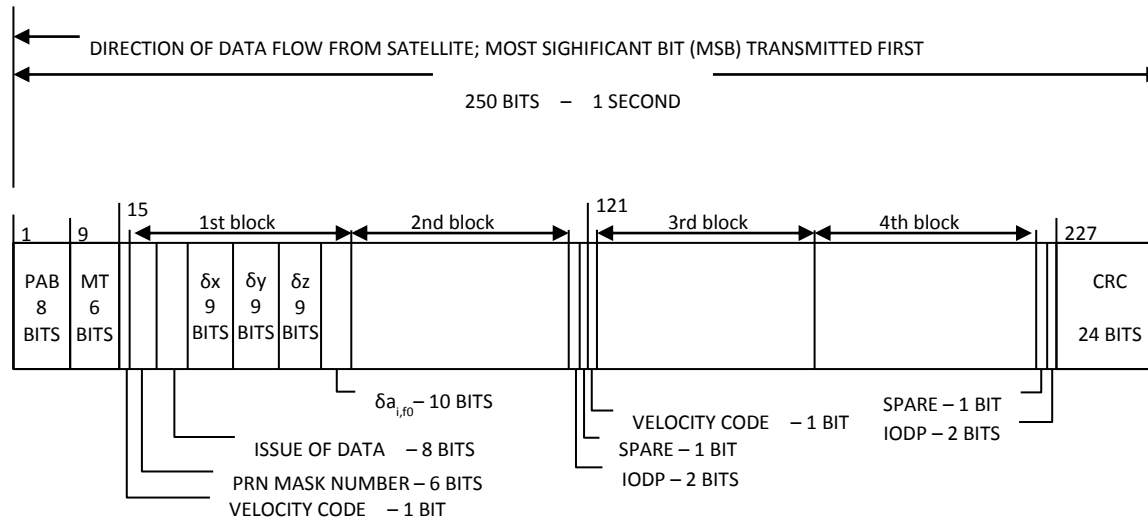 DIRECTION OF DATA FLOW FROM SATELLITE; MOST SIGHIFICANT BIT (MSB) TRANSMITTED FIRST
250 BITS – 1 SECOND
1
9
15
1st block
2nd block
121
3rd block
4th block
227
PAB
8
BITS
MT
6
BITS
δx
9
BITS
δy
9
BITS
δz
9
BITS
CRC
24 BITS
δa i,f0 – 10 BITS
ISSUE OF DATA – 8 BITS
PRN MASK NUMBER – 6 BITS
VELOCITY CODE – 1 BIT
VELOCITY CODE – 1 BIT
SPARE – 1 BIT
IODP – 2 BITS
SPARE – 1 BIT
IODP – 2 BITS